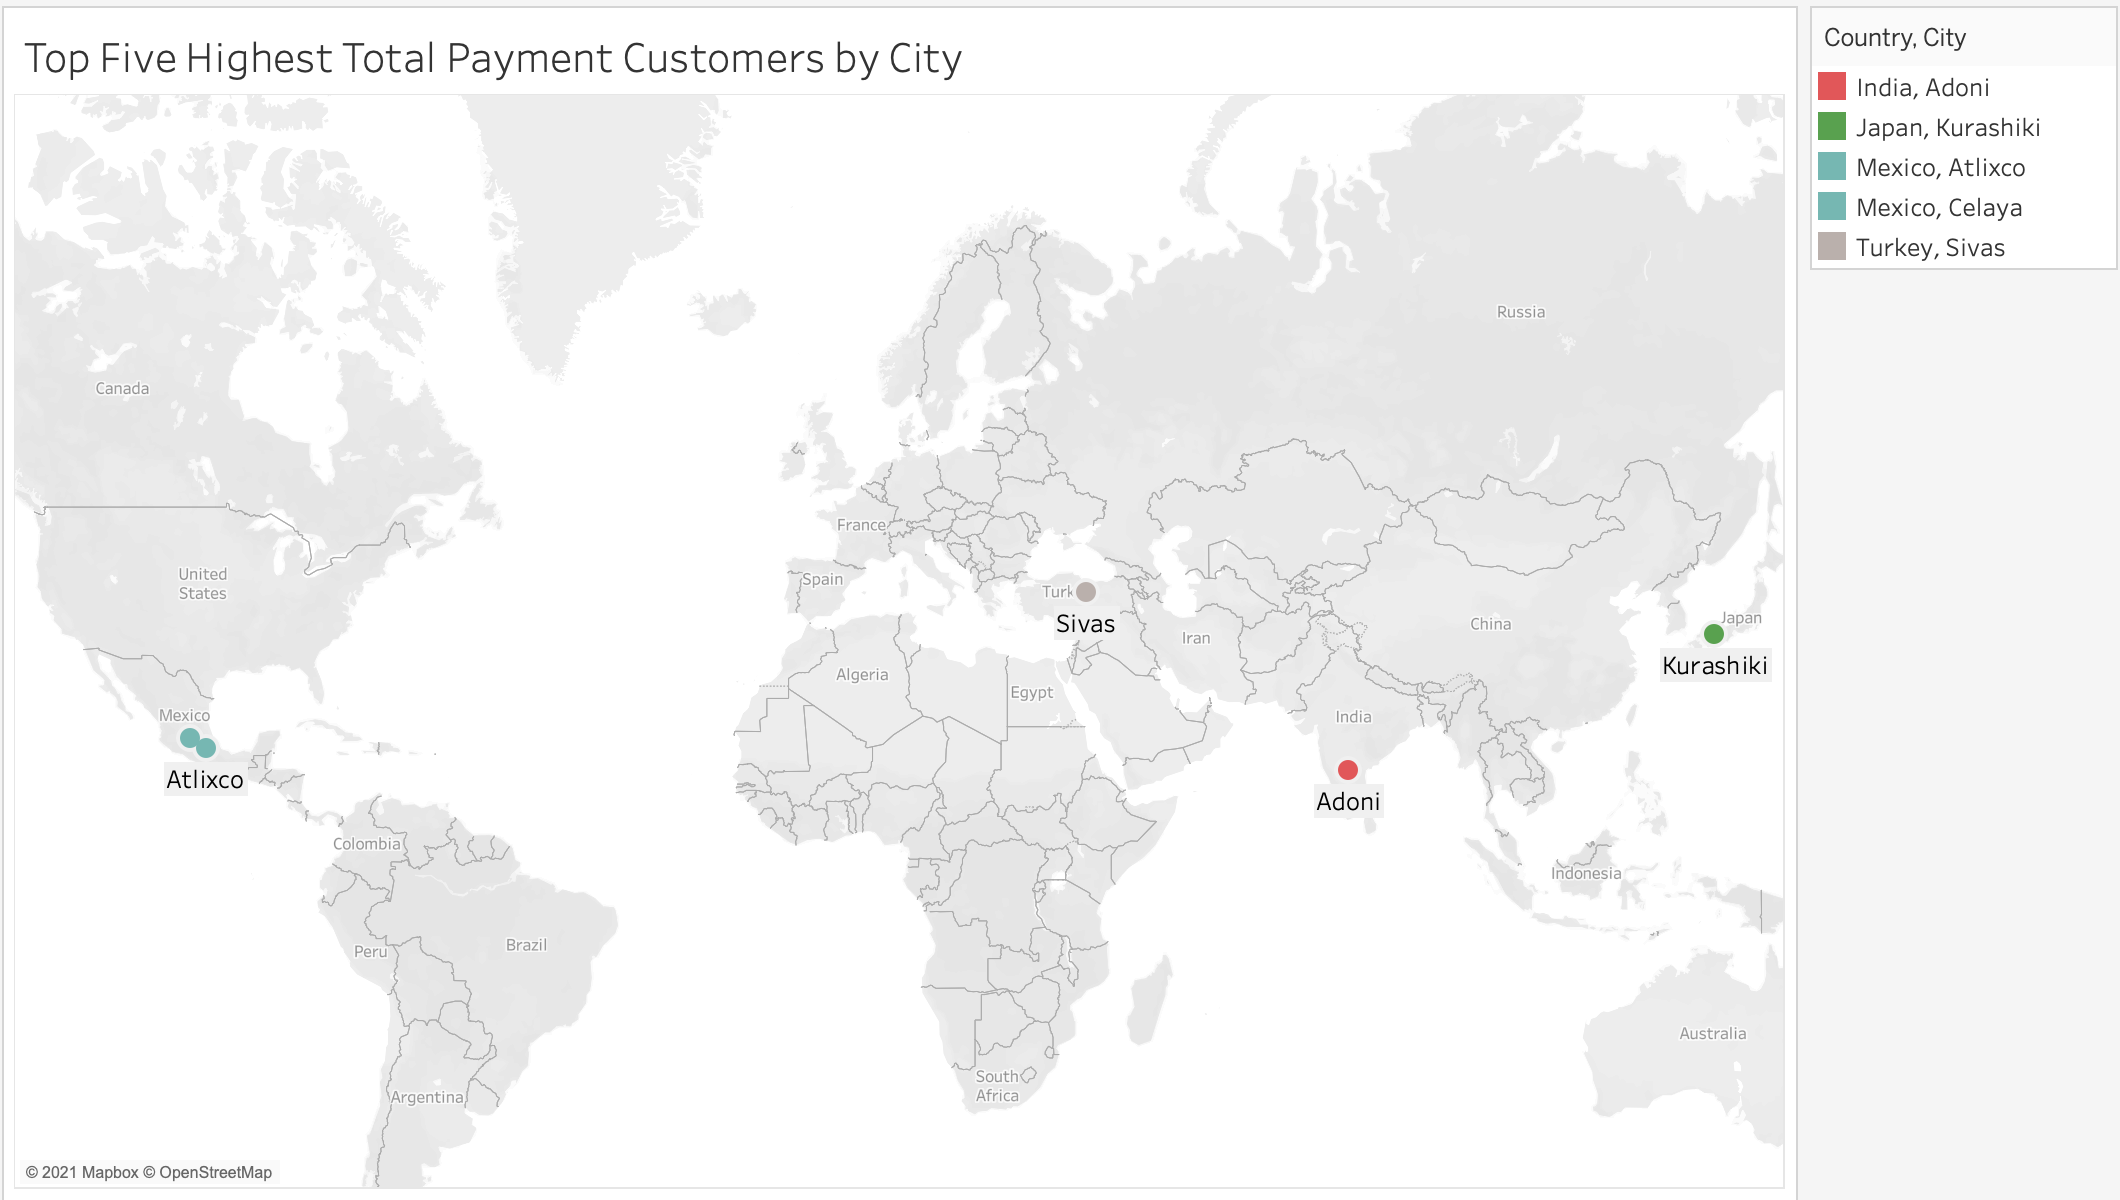 Top Five Highest Total Payment Customers by City
Country, City
India, Adoni
Japan, Kurashiki
Mexico, Atlixco
Mexico, Celaya
Turkey, Sivas
Russia
Canada
France
United
States
Spain
Turk
Sivas
Iran
China
Japan
Kurashiki
Algeria
Egypt
Mexico
India
Atlixco
Adoni
Colombia
Indonesia
Peru
Brazil
Australia
South
Africa
Argentina
© 2021 Mapbox © OpenStreetMap